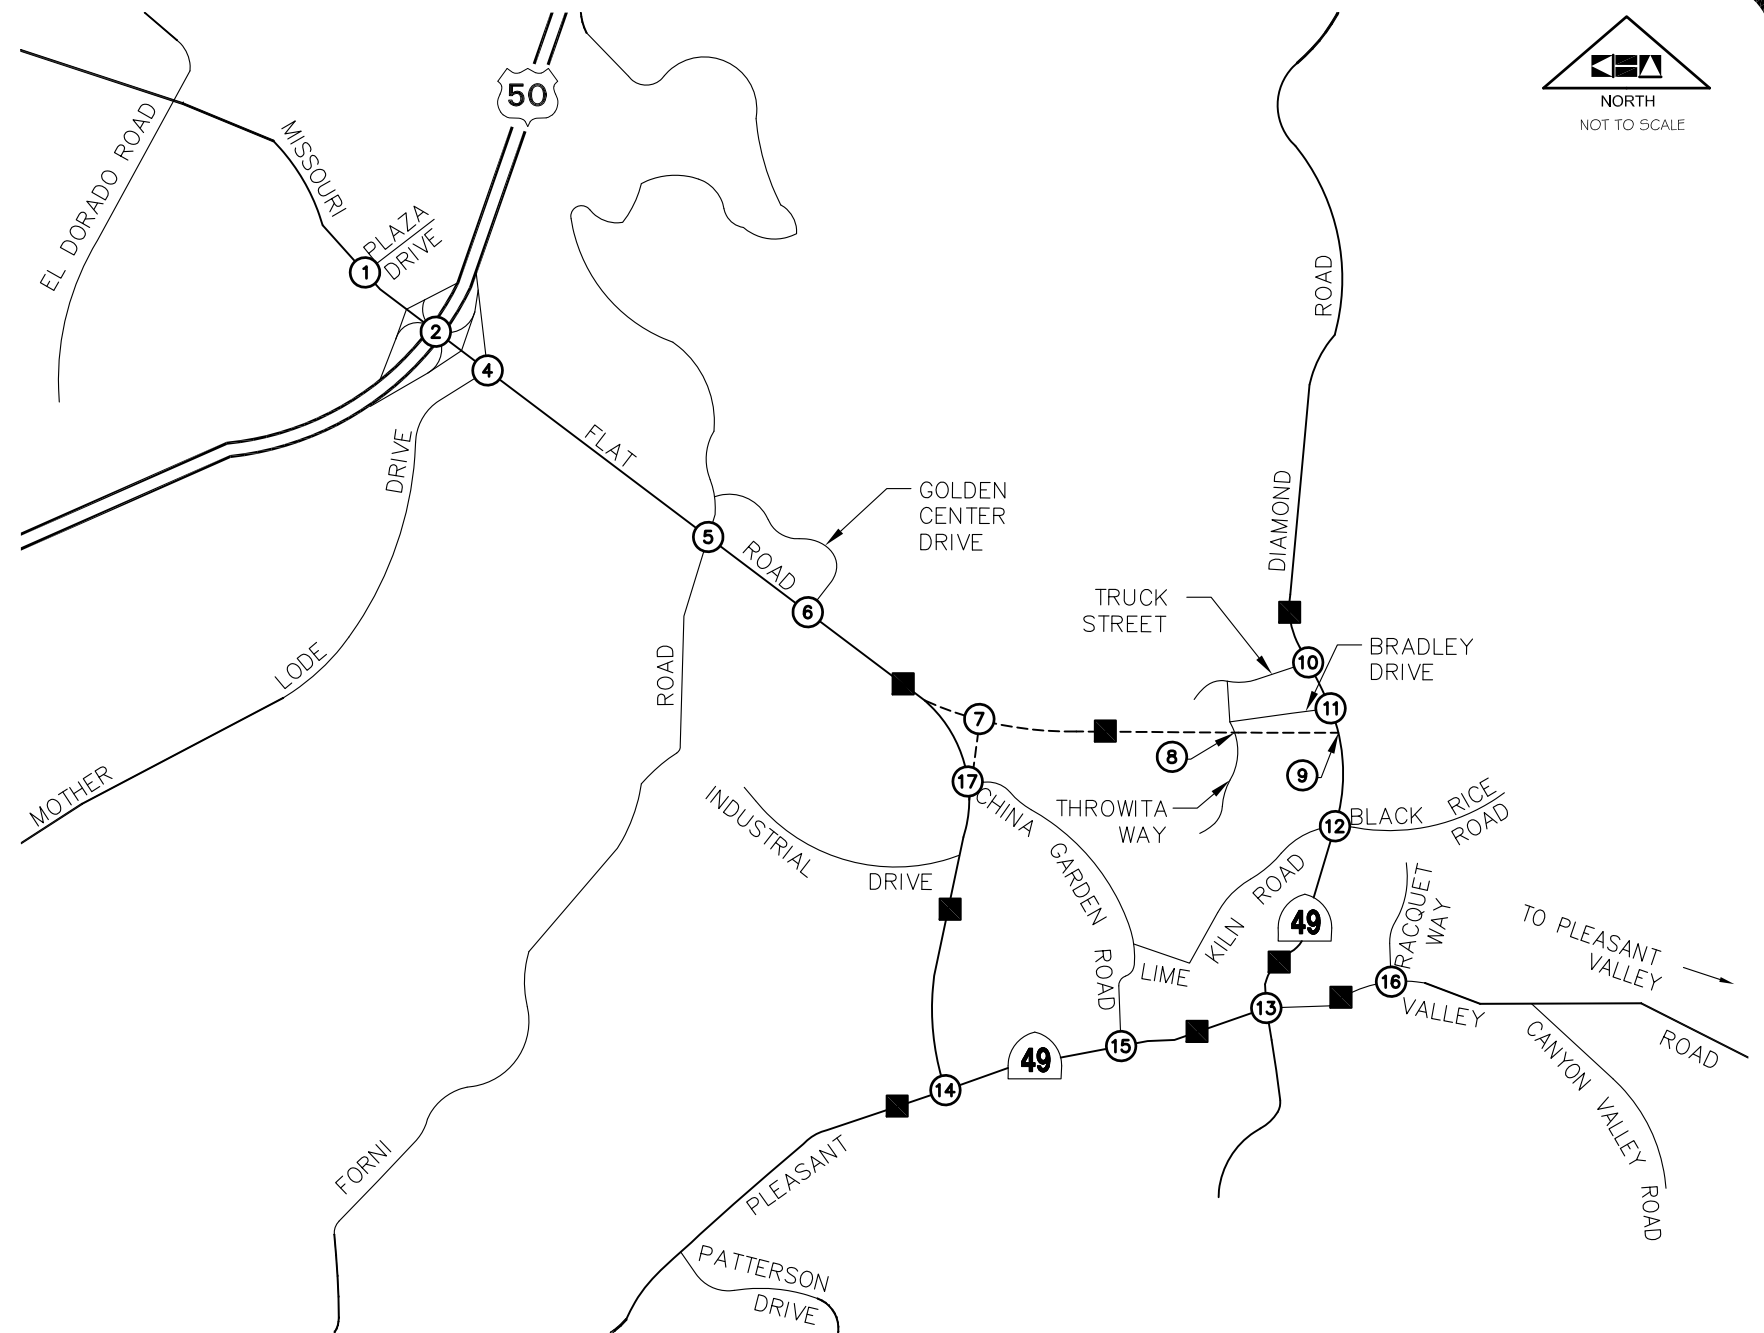 50
NORTH
NOT TO SCALE
EL DORADO ROAD
MISSOURI
PLAZA
DRIVE
1
2
4
FLAT
DRIVE
LODE
MOTHER
5
ROAD
6
GOLDEN
CENTER
DRIVE
ROAD
ROAD
DIAMOND
TRUCK
STREET
BRADLEY
DRIVE
10
11
7
8
9
17
THROWITA
WAY
12
BLACK
RICE
ROAD
INDUSTRIAL
DRIVE
CHINA
GARDEN
ROAD
LIME
KILN
ROAD
49
RACQUET
WAY
TO PLEASANT
VALLEY
16
13
VALLEY
ROAD
CANYON VALLEY ROAD
15
49
14
PLEASANT
FORNI
PATTERSON
DRIVE